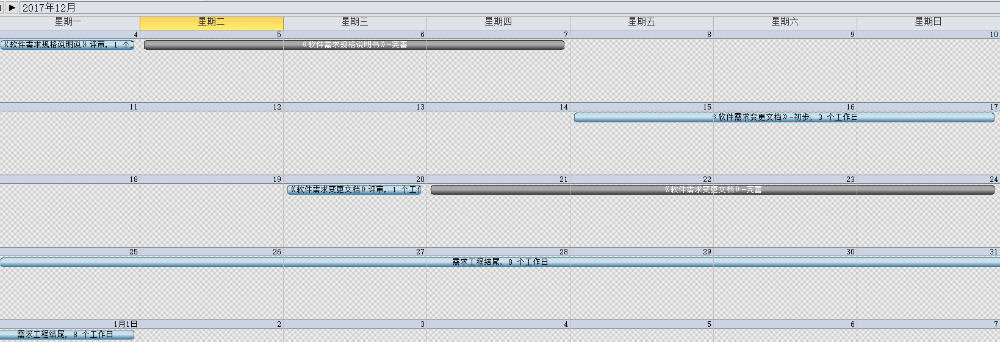 2017年12月
星期一 星期二 星期三 星期四 星期五 星期六 星期日
4 5 6 7 8 9 10
《软件需求规格说明说》评审, 1 个 《软件需求规格说明书》-完善
11 12 13 14 15 16 17
《软件需求变更文档》-初步, 3 个工作日
18 19 20 21 22 23 24
《软件需求变更文档》评审, 1 个工作 《软件需求变更文档》-完善
25 26 27 28 29 30 31
需求工程结尾, 8 个工作日
1月1日 2 3 4 5 6 7
需求工程结尾, 8 个工作日